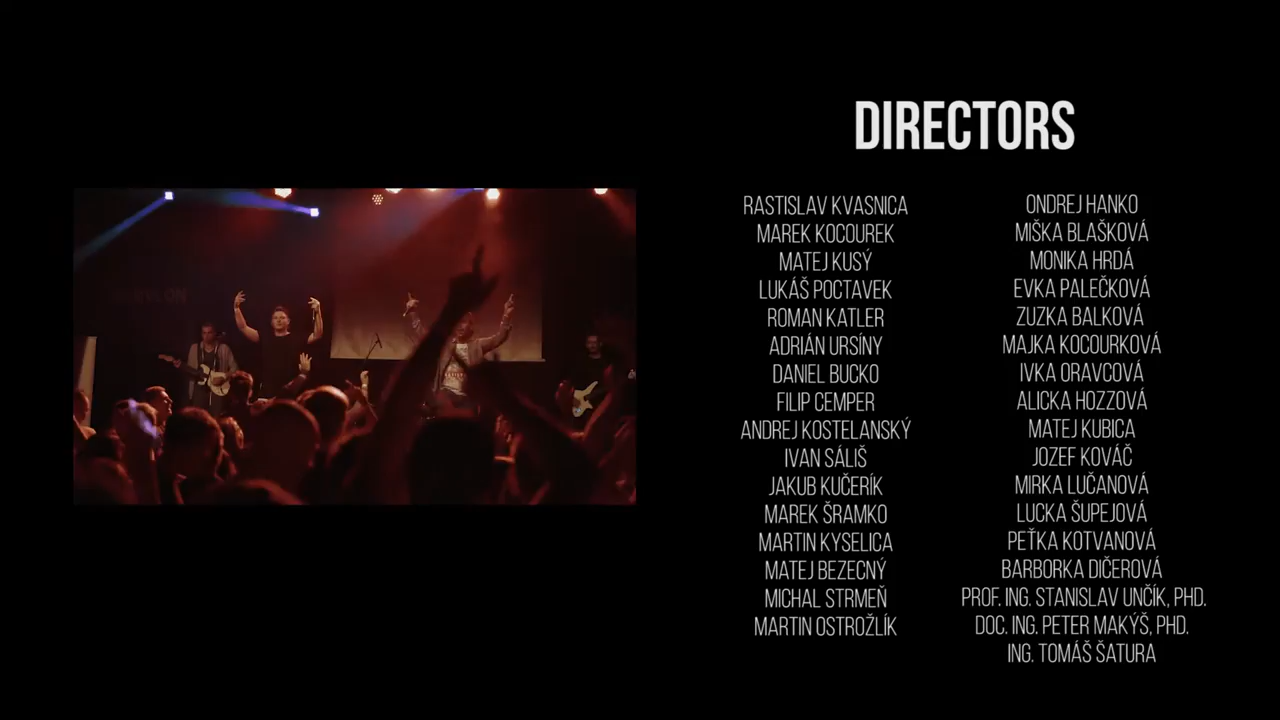 DIRECTORS
RASTISLAV KVASNICA
MAREK KOCOUREK
MATEJ KUSÝ
LUKÁŠ POCTAVEK
ROMAN KATLER
ADRIÁN URSÍNY
DANIEL BUCKO
FILIP CEMPER
ANDREJ KOSTELANSKÝ
IVAN SÁLIŠ
JAKUB KUČERÍK
MAREK ŠRAMKO
MARTIN KYSELICA
MATEJ BEZECNÝ
MICHAL STRMEŇ
MARTIN OSTROŽLÍK
ONDREJ HANKO
MIŠKA BLAŠKOVÁ
MONIKA HRDÁ
EVKA PALEČKOVÁ
ZUZKA BALKOVÁ
MAJKA KOCOURKOVÁ
IVKA ORAVCOVÁ
ALICKA HOZZOVÁ
MATEJ KUBICA
JOZEF KOVÁČ
MIRKA LUČANOVÁ
LUCKA ŠUPEJOVÁ
PEŤKA KOTVANOVÁ
BARBORKA DIČEROVÁ
PROF. ING. STANISLAV UNČÍK, PHD.
DOC. ING. PETER MAKÝŠ, PHD.
ING. TOMÁŠ ŠATURA